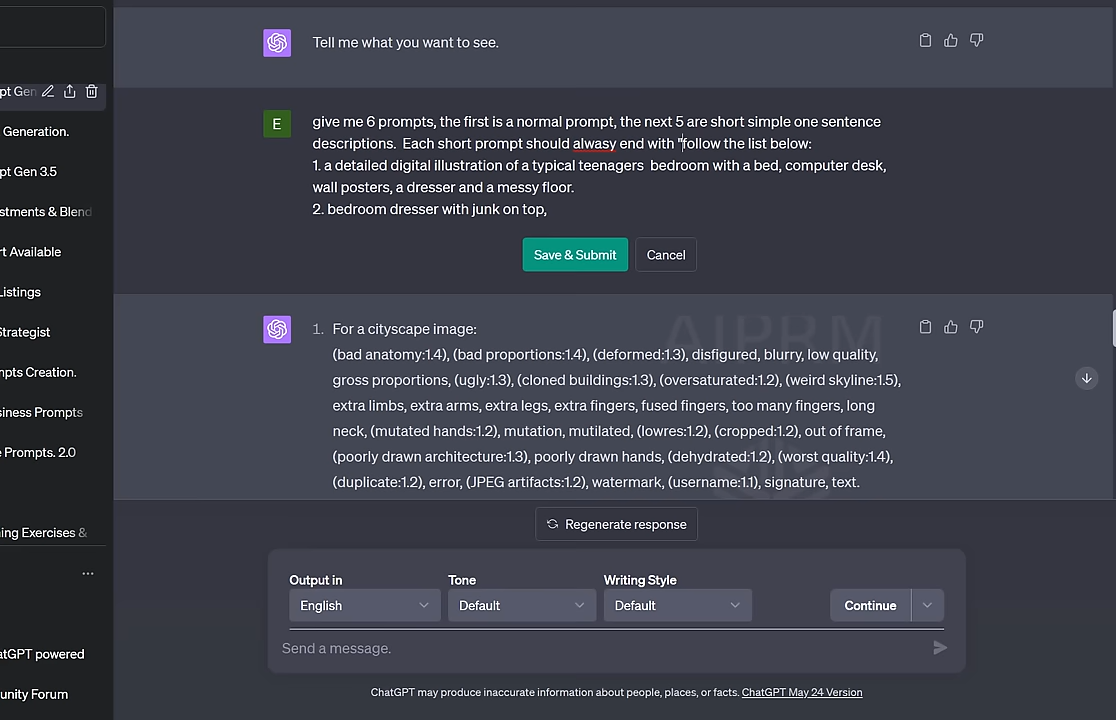 Tell me what you want to see.
pt Gen
Generation.
pt Gen 3.5
stments & Blend
rt Available
Listings
Strategist
mpts Creation.
siness Prompts
e Prompts. 2.0
ning Exercises &
atGPT powered
unity Forum
E
give me 6 prompts, the first is a normal prompt, the next 5 are short simple one sentence
descriptions. Each short prompt should alwasy end with "follow the list below:
1. a detailed digital illustration of a typical teenagers bedroom with a bed, computer desk,
wall posters, a dresser and a messy floor.
2. bedroom dresser with junk on top,
Save & Submit
Cancel
AIPRM
1. For a cityscape image:
(bad anatomy:1.4), (bad proportions:1.4), (deformed:1.3), disfigured, blurry, low quality,
gross proportions, (ugly:1.3), (cloned buildings:1.3), (oversaturated:1.2), (weird skyline:1.5),
extra limbs, extra arms, extra legs, extra fingers, fused fingers, too many fingers, long
neck, (mutated hands:1.2), mutation, mutilated, (lowres:1.2), (cropped:1.2), out of frame,
(poorly drawn architecture:1.3), poorly drawn hands, (dehydrated:1.2), (worst quality:1.4),
(duplicate:1.2), error, (JPEG artifacts:1.2), watermark, (username:1.1), signature, text.
Regenerate response
Output in
Tone
Writing Style
English
Default
Default
Continue
Send a message.
ChatGPT may produce inaccurate information about people, places, or facts. ChatGPT May 24 Version